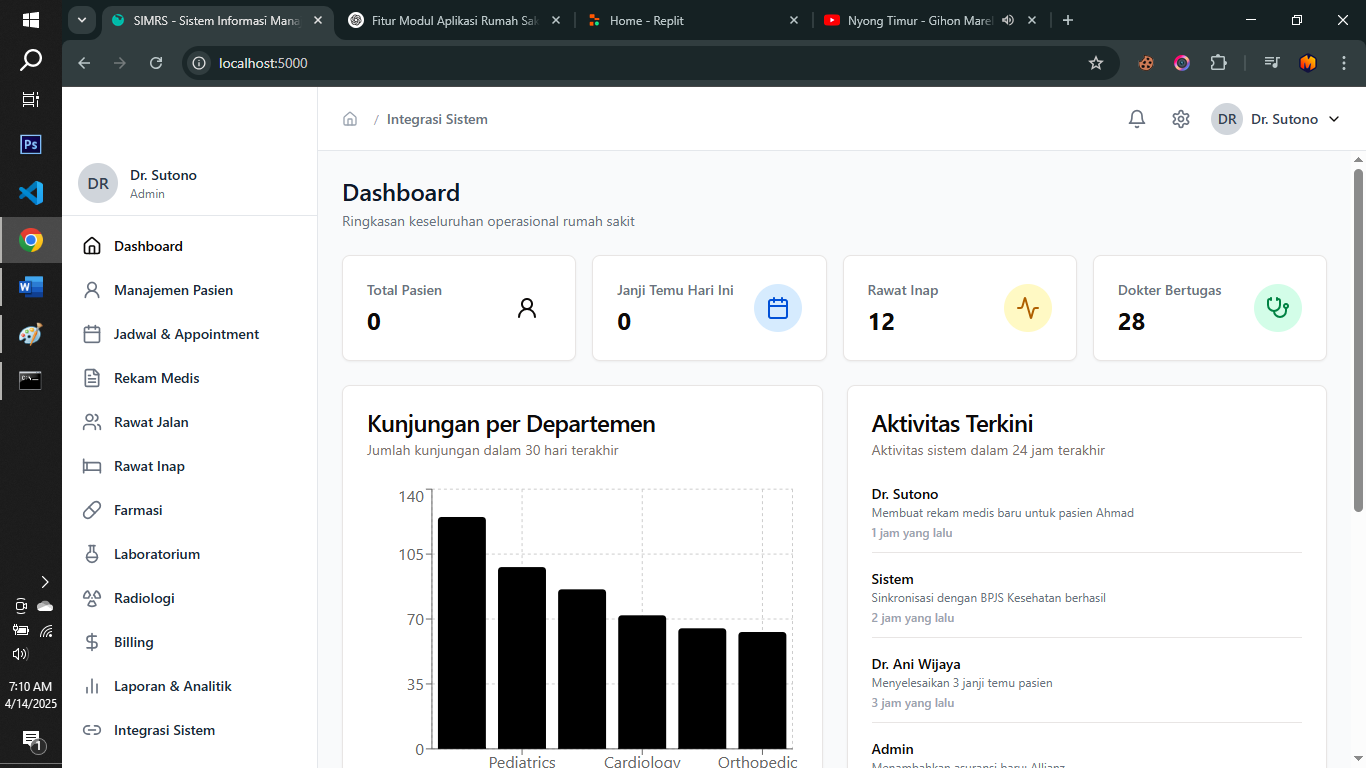 SIMRS - Sistem Informasi Mana
Fitur Modul Aplikasi Rumah Sak
Home - Replit
Nyong Timur - Gihon Marel
localhost:5000
Ps
/ Integrasi Sistem
DR
Dr. Sutono
DR
Dr. Sutono
Admin
Dashboard
Manajemen Pasien
Jadwal & Appointment
Rekam Medis
Rawat Jalan
Rawat Inap
Farmasi
Laboratorium
Radiologi
Billing
Laporan & Analitik
Integrasi Sistem
Dashboard
Ringkasan keseluruhan operasional rumah sakit
Total Pasien
0
Janji Temu Hari Ini
0
Rawat Inap
12
Dokter Bertugas
28
Kunjungan per Departemen
Jumlah kunjungan dalam 30 hari terakhir
140
105
70
35
0
Pediatrics
Cardiology
Orthopedic
Aktivitas Terkini
Aktivitas sistem dalam 24 jam terakhir
Dr. Sutono
Membuat rekam medis baru untuk pasien Ahmad
1 jam yang lalu
Sistem
Sinkronisasi dengan BPJS Kesehatan berhasil
2 jam yang lalu
Dr. Ani Wijaya
Menyelesaikan 3 janji temu pasien
3 jam yang lalu
Admin
Menambahkan asuransi baru: Allianz
7:10 AM
4/14/2025
1